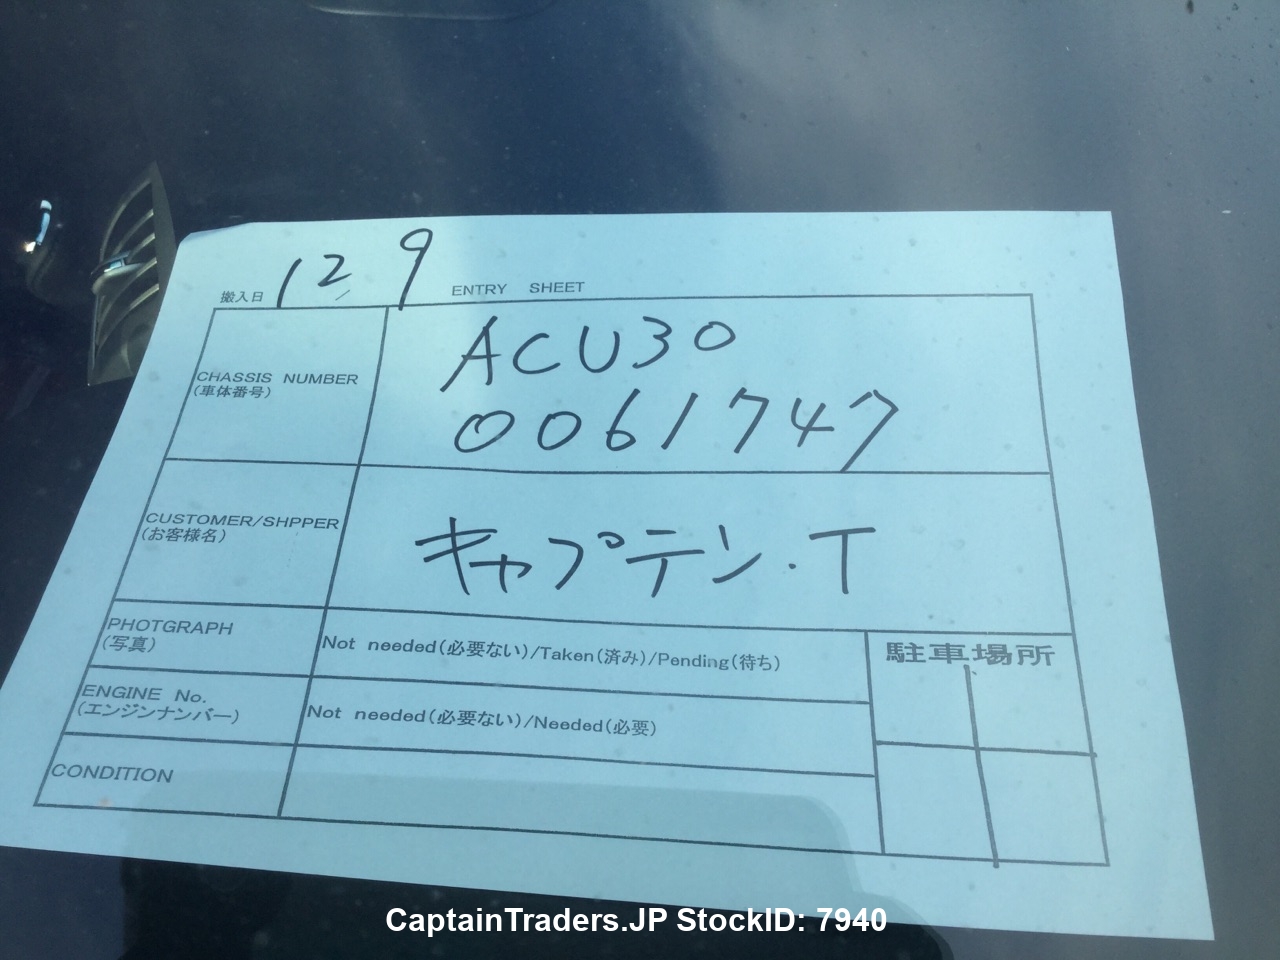 搬入日 12/9 ENTRY SHEET
CHASSIS NUMBER
(車体番号)
ACU30
0061747
CUSTOMER/SHPPER
(お客様名)
キャプテン.T
PHOTGRAPH
(写真)
Not needed(必要ない)/Taken(済み)/Pending(待ち)
駐車場所
ENGINE No.
(エンジンナンバー)
Not needed(必要ない)/Needed(必要)
CONDITION
CaptainTraders.JP StockID: 7940